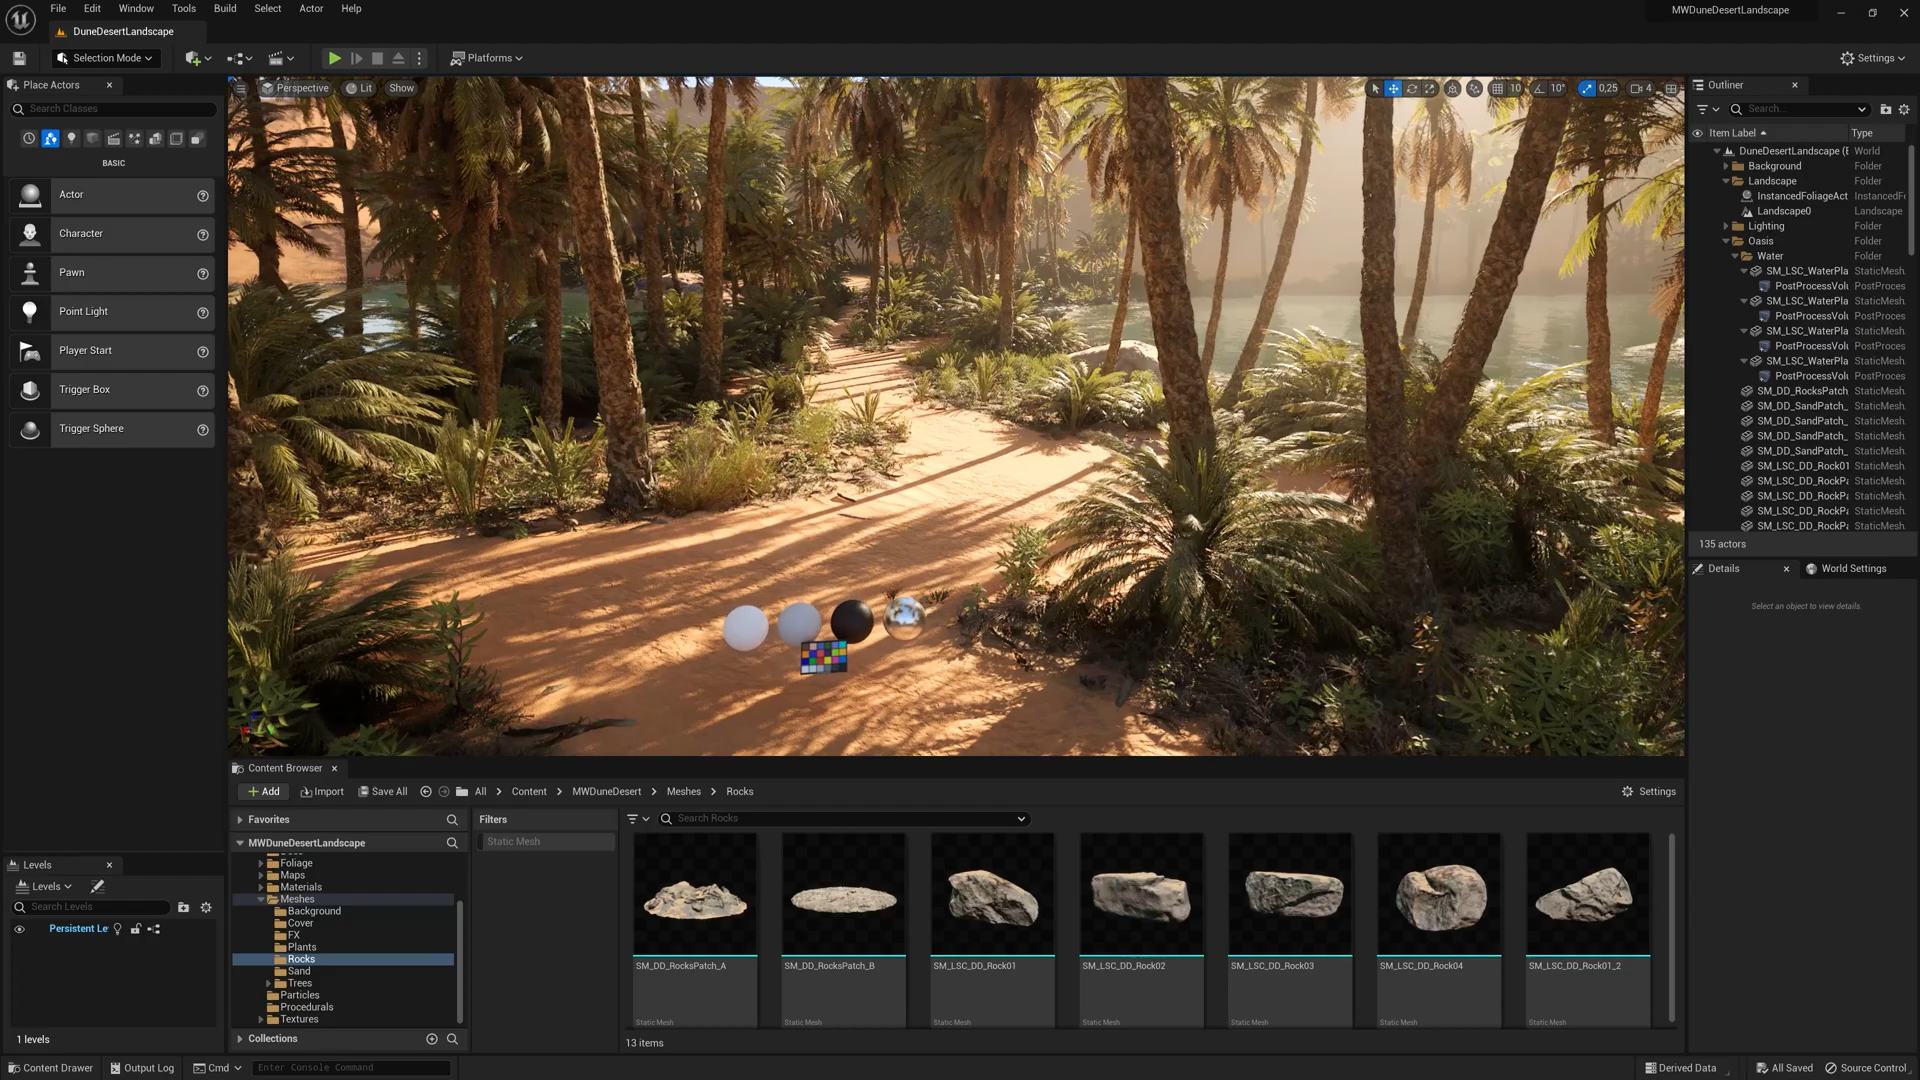 File Edit Window Tools Build Select Actor Help
MWDuneDesertLandscape
DuneDesertLandscape
Selection Mode
Platforms
Settings
Place Actors
Search Classes
BASIC
Actor
Character
Pawn
Point Light
Player Start
Trigger Box
Trigger Sphere
Levels
Levels
Search Levels
Persistent Le
1 levels
Perspective Lit Show
10 10° 0,25 4
Outliner
Search...
Item Label Type
DuneDesertLandscape (E World
Background Folder
Landscape Folder
InstancedFoliageAct InstancedF
Landscape0 Landscape
Lighting Folder
Oasis Folder
Water Folder
SM_LSC_WaterPla StaticMesh
PostProcessVolu PostProces
SM_LSC_WaterPla StaticMesh
PostProcessVolu PostProces
SM_LSC_WaterPla StaticMesh
PostProcessVolu PostProces
SM_LSC_WaterPla StaticMesh
PostProcessVolu PostProces
SM_DD_RocksPatch_ StaticMesh
SM_DD_SandPatch_ StaticMesh
SM_DD_SandPatch_ StaticMesh
SM_DD_SandPatch_ StaticMesh
SM_DD_SandPatch_ StaticMesh
SM_LSC_DD_Rock01 StaticMesh
SM_LSC_DD_RockPa StaticMesh
SM_LSC_DD_RockPa StaticMesh
SM_LSC_DD_RockPa StaticMesh
SM_LSC_DD_RockPa StaticMesh
135 actors
Details World Settings
Select an object to view details.
Content Browser
Add Import Save All All > Content > MWDuneDesert > Meshes > Rocks
Settings
Favorites
MWDuneDesertLandscape
Foliage
Maps
Materials
Meshes
Background
Cover
FX
Plants
Rocks
Sand
Trees
Particles
Procedurals
Textures
Collections
Filters
Static Mesh
Search Rocks
SM_DD_RocksPatch_A SM_DD_RocksPatch_B SM_LSC_DD_Rock01 SM_LSC_DD_Rock02 SM_LSC_DD_Rock03 SM_LSC_DD_Rock04 SM_LSC_DD_Rock01_2
Static Mesh Static Mesh Static Mesh Static Mesh Static Mesh Static Mesh Static Mesh
13 items
Content Drawer Output Log Cmd Enter Console Command
Derived Data All Saved Source Control